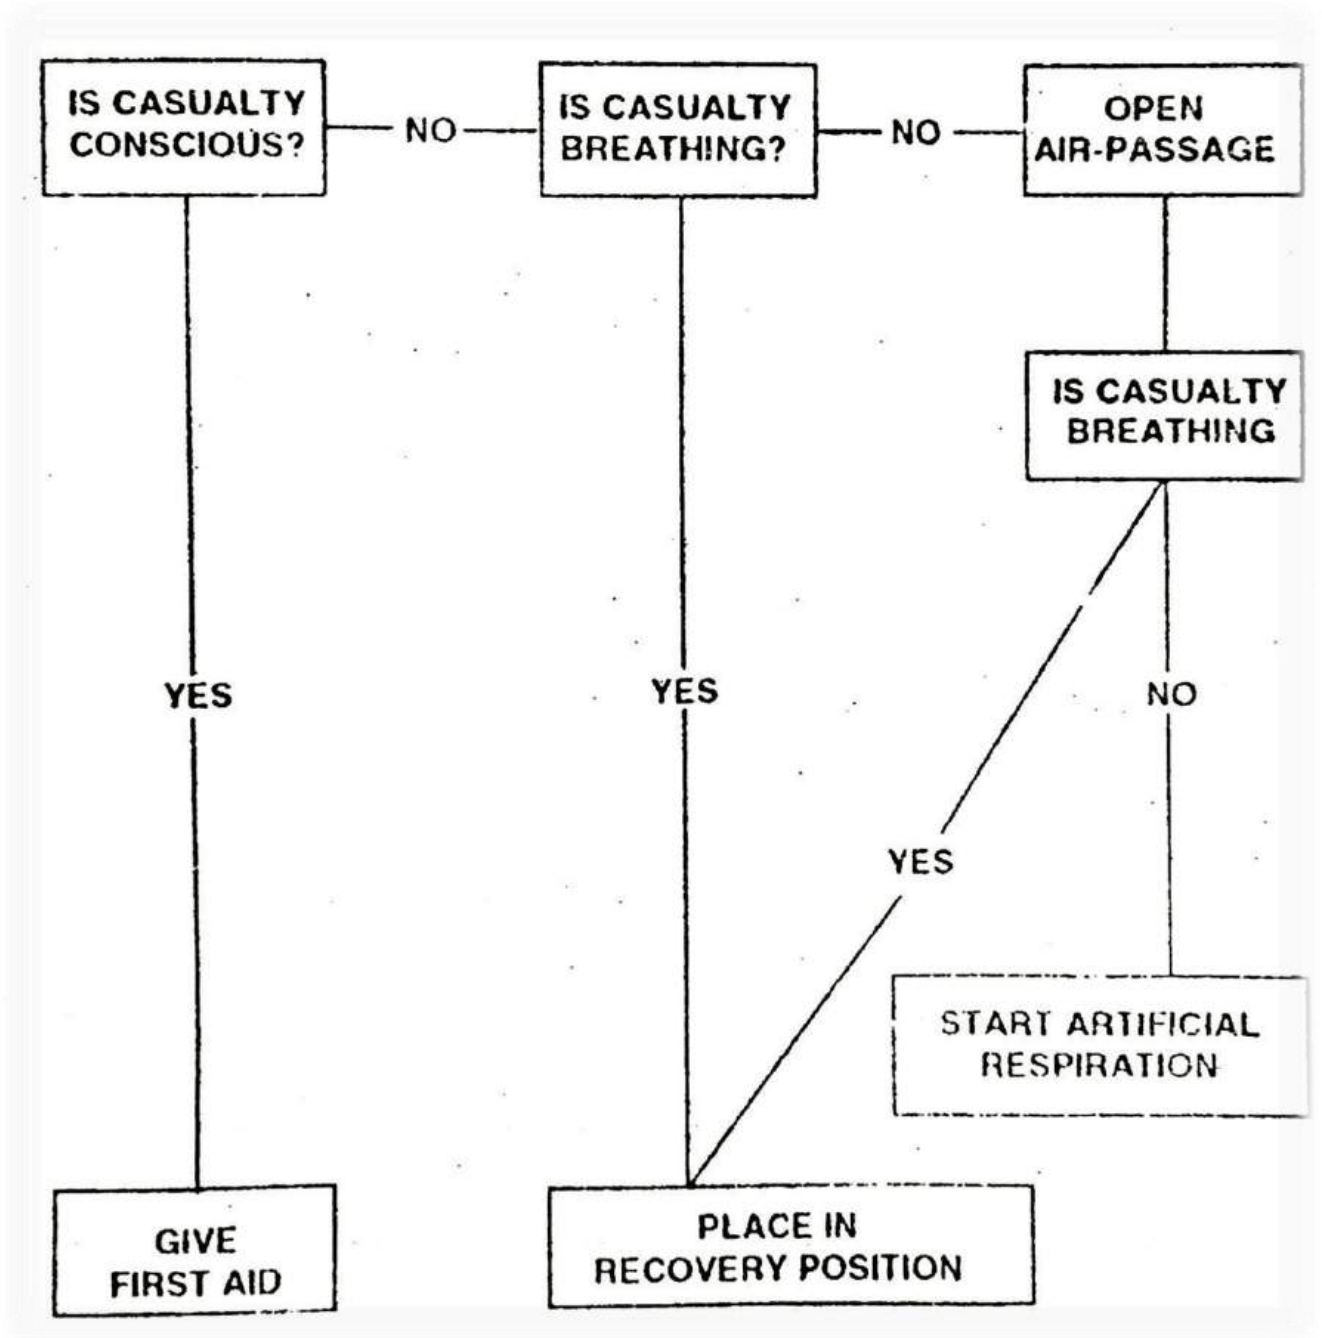 IS CASUALTY
CONSCIOUS?
NO
IS CASUALTY
BREATHING?
NO
OPEN
AIR-PASSAGE
IS CASUALTY
BREATHING
YES
YES
NO
YES
START ARTIFICIAL
RESPIRATION
GIVE
FIRST AID
PLACE IN
RECOVERY POSITION